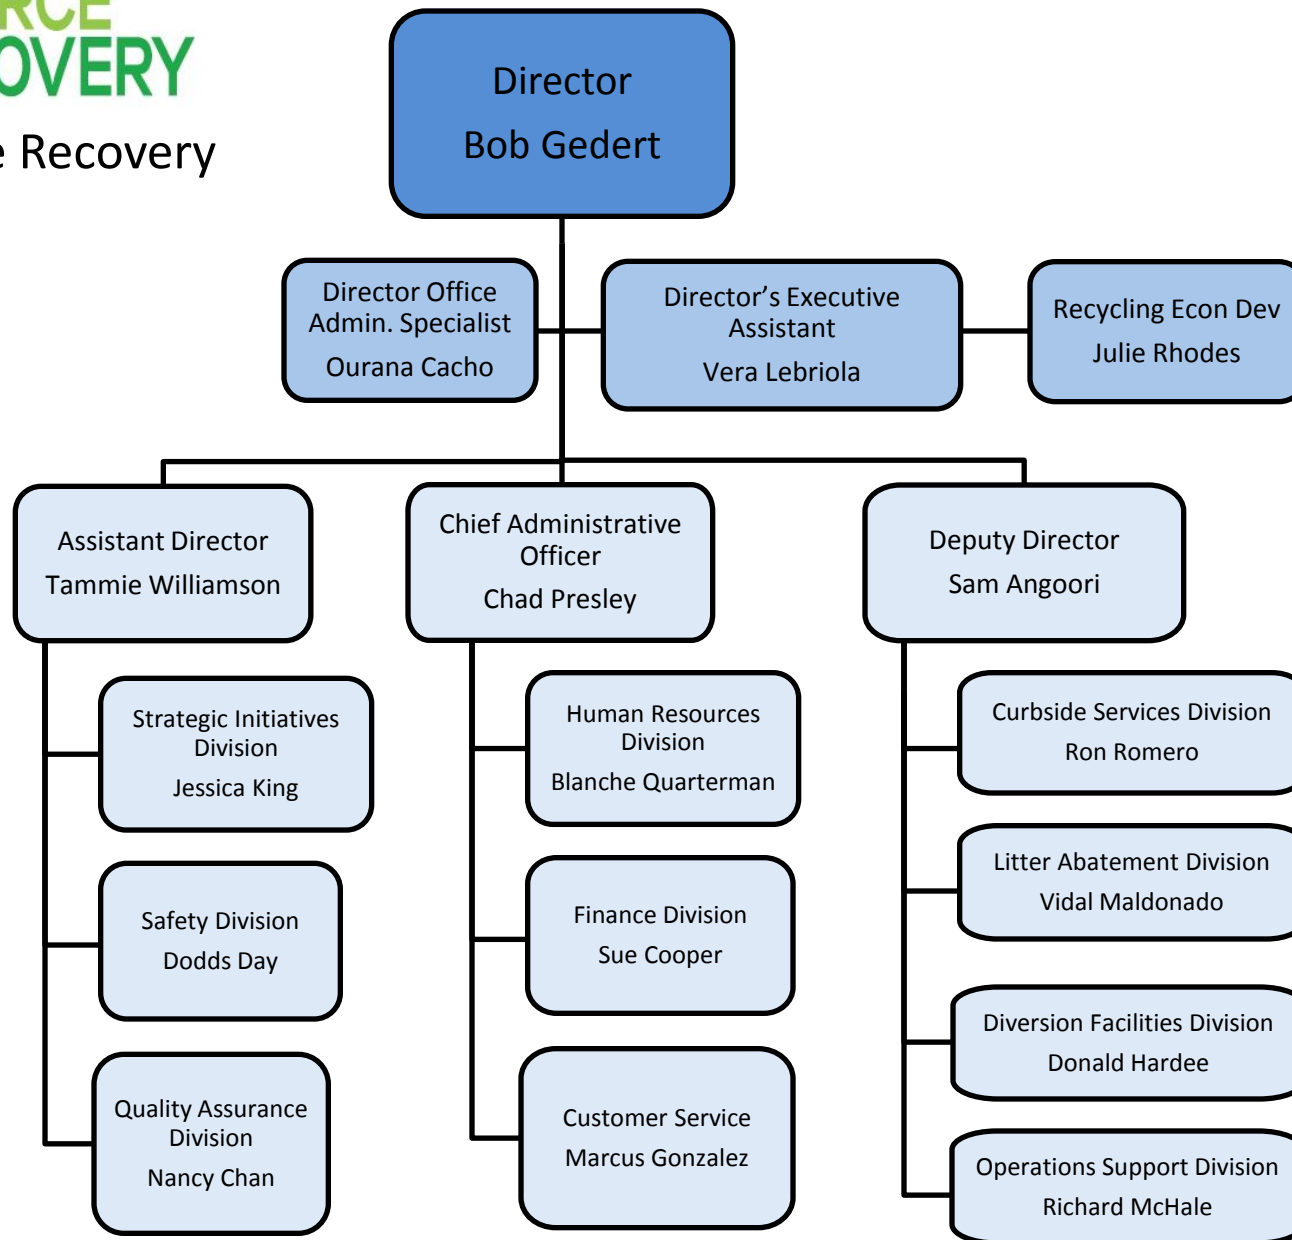 OVERY
Recovery
Director
Bob Gedert
Director Office
Admin. Specialist
Ourana Cacho
Director’s Executive
Assistant
Vera Lebriola
Recycling Econ Dev
Julie Rhodes
Assistant Director
Tammie Williamson
Chief Administrative
Officer
Chad Presley
Deputy Director
Sam Angoori
Strategic Initiatives
Division
Jessica King
Safety Division
Dodds Day
Quality Assurance
Division
Nancy Chan
Human Resources
Division
Blanche Quarterman
Finance Division
Sue Cooper
Customer Service
Marcus Gonzalez
Curbside Services Division
Ron Romero
Litter Abatement Division
Vidal Maldonado
Diversion Facilities Division
Donald Hardee
Operations Support Division
Richard McHale